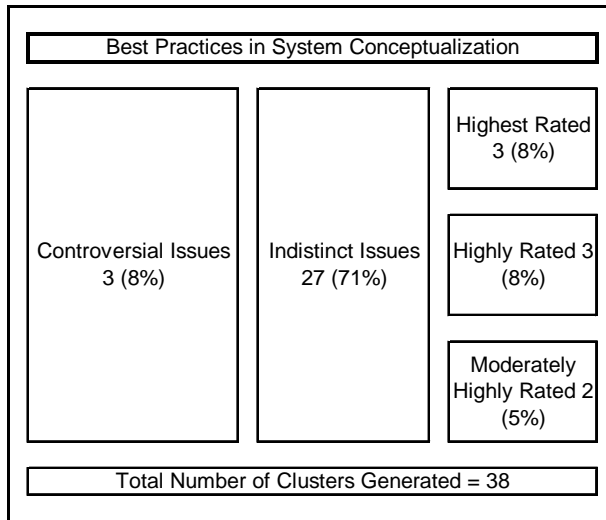 Best Practices in System Conceptualization
Controversial Issues
3 (8%)
Indistinct Issues
27 (71%)
Highest Rated
3 (8%)
Highly Rated 3
(8%)
Moderately
Highly Rated 2
(5%)
Total Number of Clusters Generated = 38